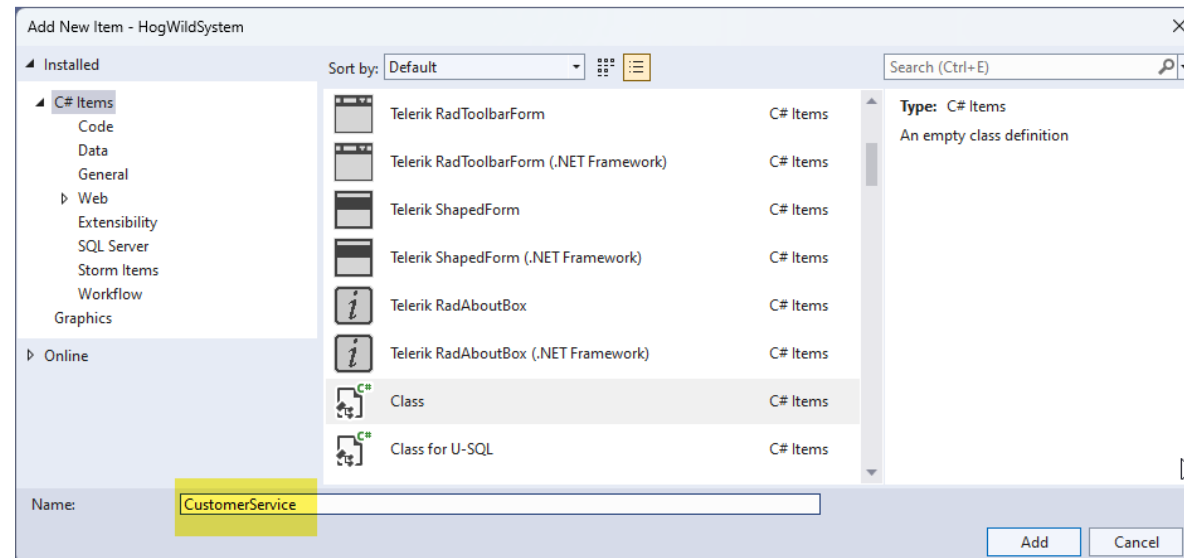 Add New Item - HogWildSystem
Installed
Sort by: Default
Search (Ctrl+E)
C# Items
Code
Data
General
Web
Extensibility
SQL Server
Storm Items
Workflow
Graphics
Online
Telerik RadToolbarForm C# Items
Telerik RadToolbarForm (.NET Framework) C# Items
Telerik ShapedForm C# Items
Telerik ShapedForm (.NET Framework) C# Items
Telerik RadAboutBox C# Items
Telerik RadAboutBox (.NET Framework) C# Items
C#
Class C# Items
C#
Class for U-SQL C# Items
Type: C# Items
An empty class definition
Name: CustomerService
Add Cancel